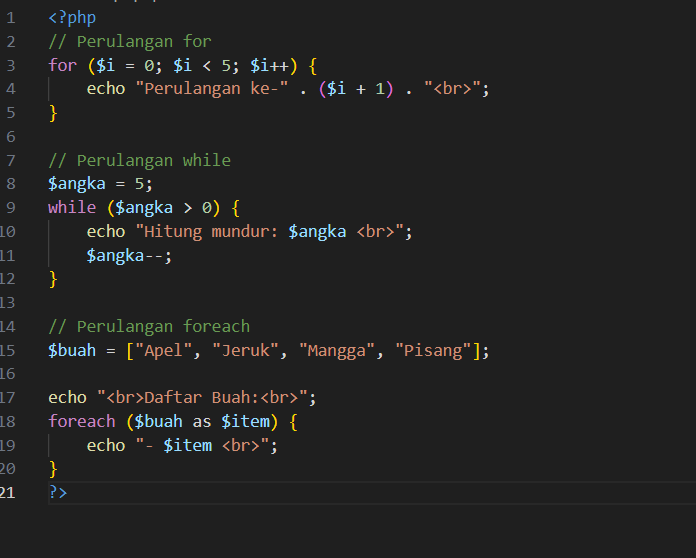 1 <?php
2 // Perulangan for
3 for ($i = 0; $i < 5; $i++) {
4     echo "Perulangan ke-" . ($i + 1) . "<br>";
5 }
6
7 // Perulangan while
8 $angka = 5;
9 while ($angka > 0) {
10     echo "Hitung mundur: $angka <br>";
11     $angka--;
12 }
13
14 // Perulangan foreach
15 $buah = ["Apel", "Jeruk", "Mangga", "Pisang"];
16
17 echo "<br>Daftar Buah:<br>";
18 foreach ($buah as $item) {
19     echo "- $item <br>";
20 }
21 ?>